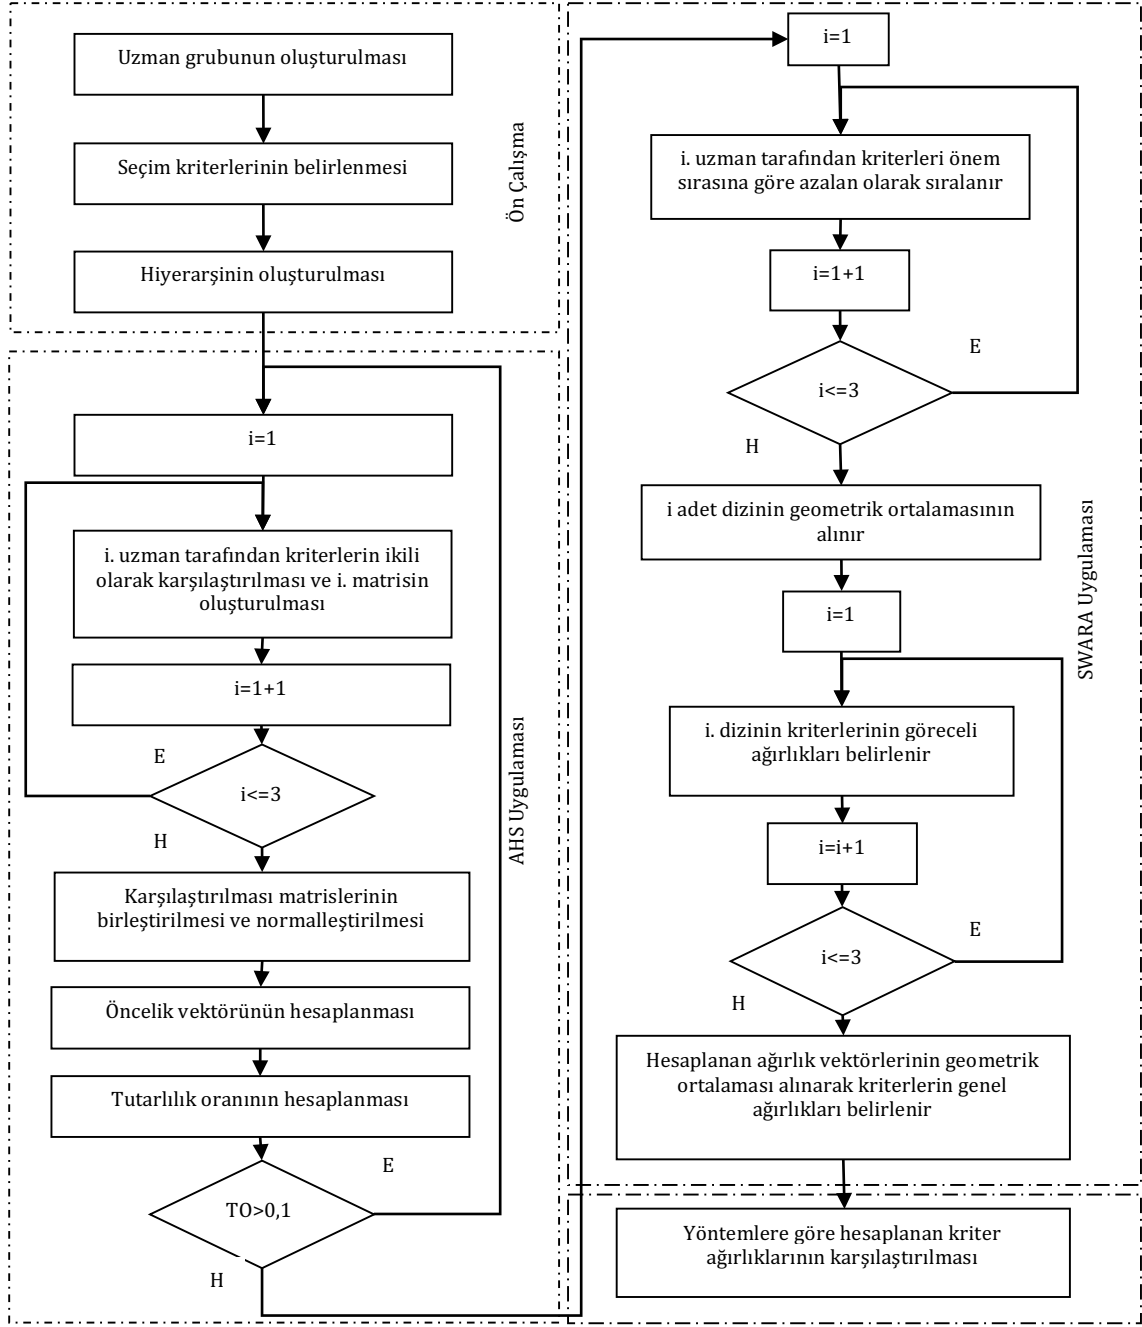 Uzman grubunun oluşturulması
Seçim kriterlerinin belirlenmesi
Hiyerarşinin oluşturulması
Ön Çalışma
i=1
i. uzman tarafından kriterlerin ikili
olarak karşılaştırılması ve i. matrisin
oluşturulması
i=1+1
E
i<=3
H
Karşılaştırılması matrislerinin
birleştirilmesi ve normalleştirilmesi
Öncelik vektörünün hesaplanması
Tutarlılık oranının hesaplanması
E
TO>0,1
H
AHS Uygulaması
i=1
i. uzman tarafından kriterleri önem
sırasına göre azalan olarak sıralanır
i=1+1
E
i<=3
H
i adet dizinin geometrik ortalamasının
alınır
i=1
i. dizinin kriterlerinin göreceli
ağırlıkları belirlenir
i=i+1
E
i<=3
H
Hesaplanan ağırlık vektörlerinin geometrik
ortalaması alınarak kriterlerin genel
ağırlıkları belirlenir
SWARA Uygulaması
Yöntemlere göre hesaplanan kriter
ağırlıklarının karşılaştırılması